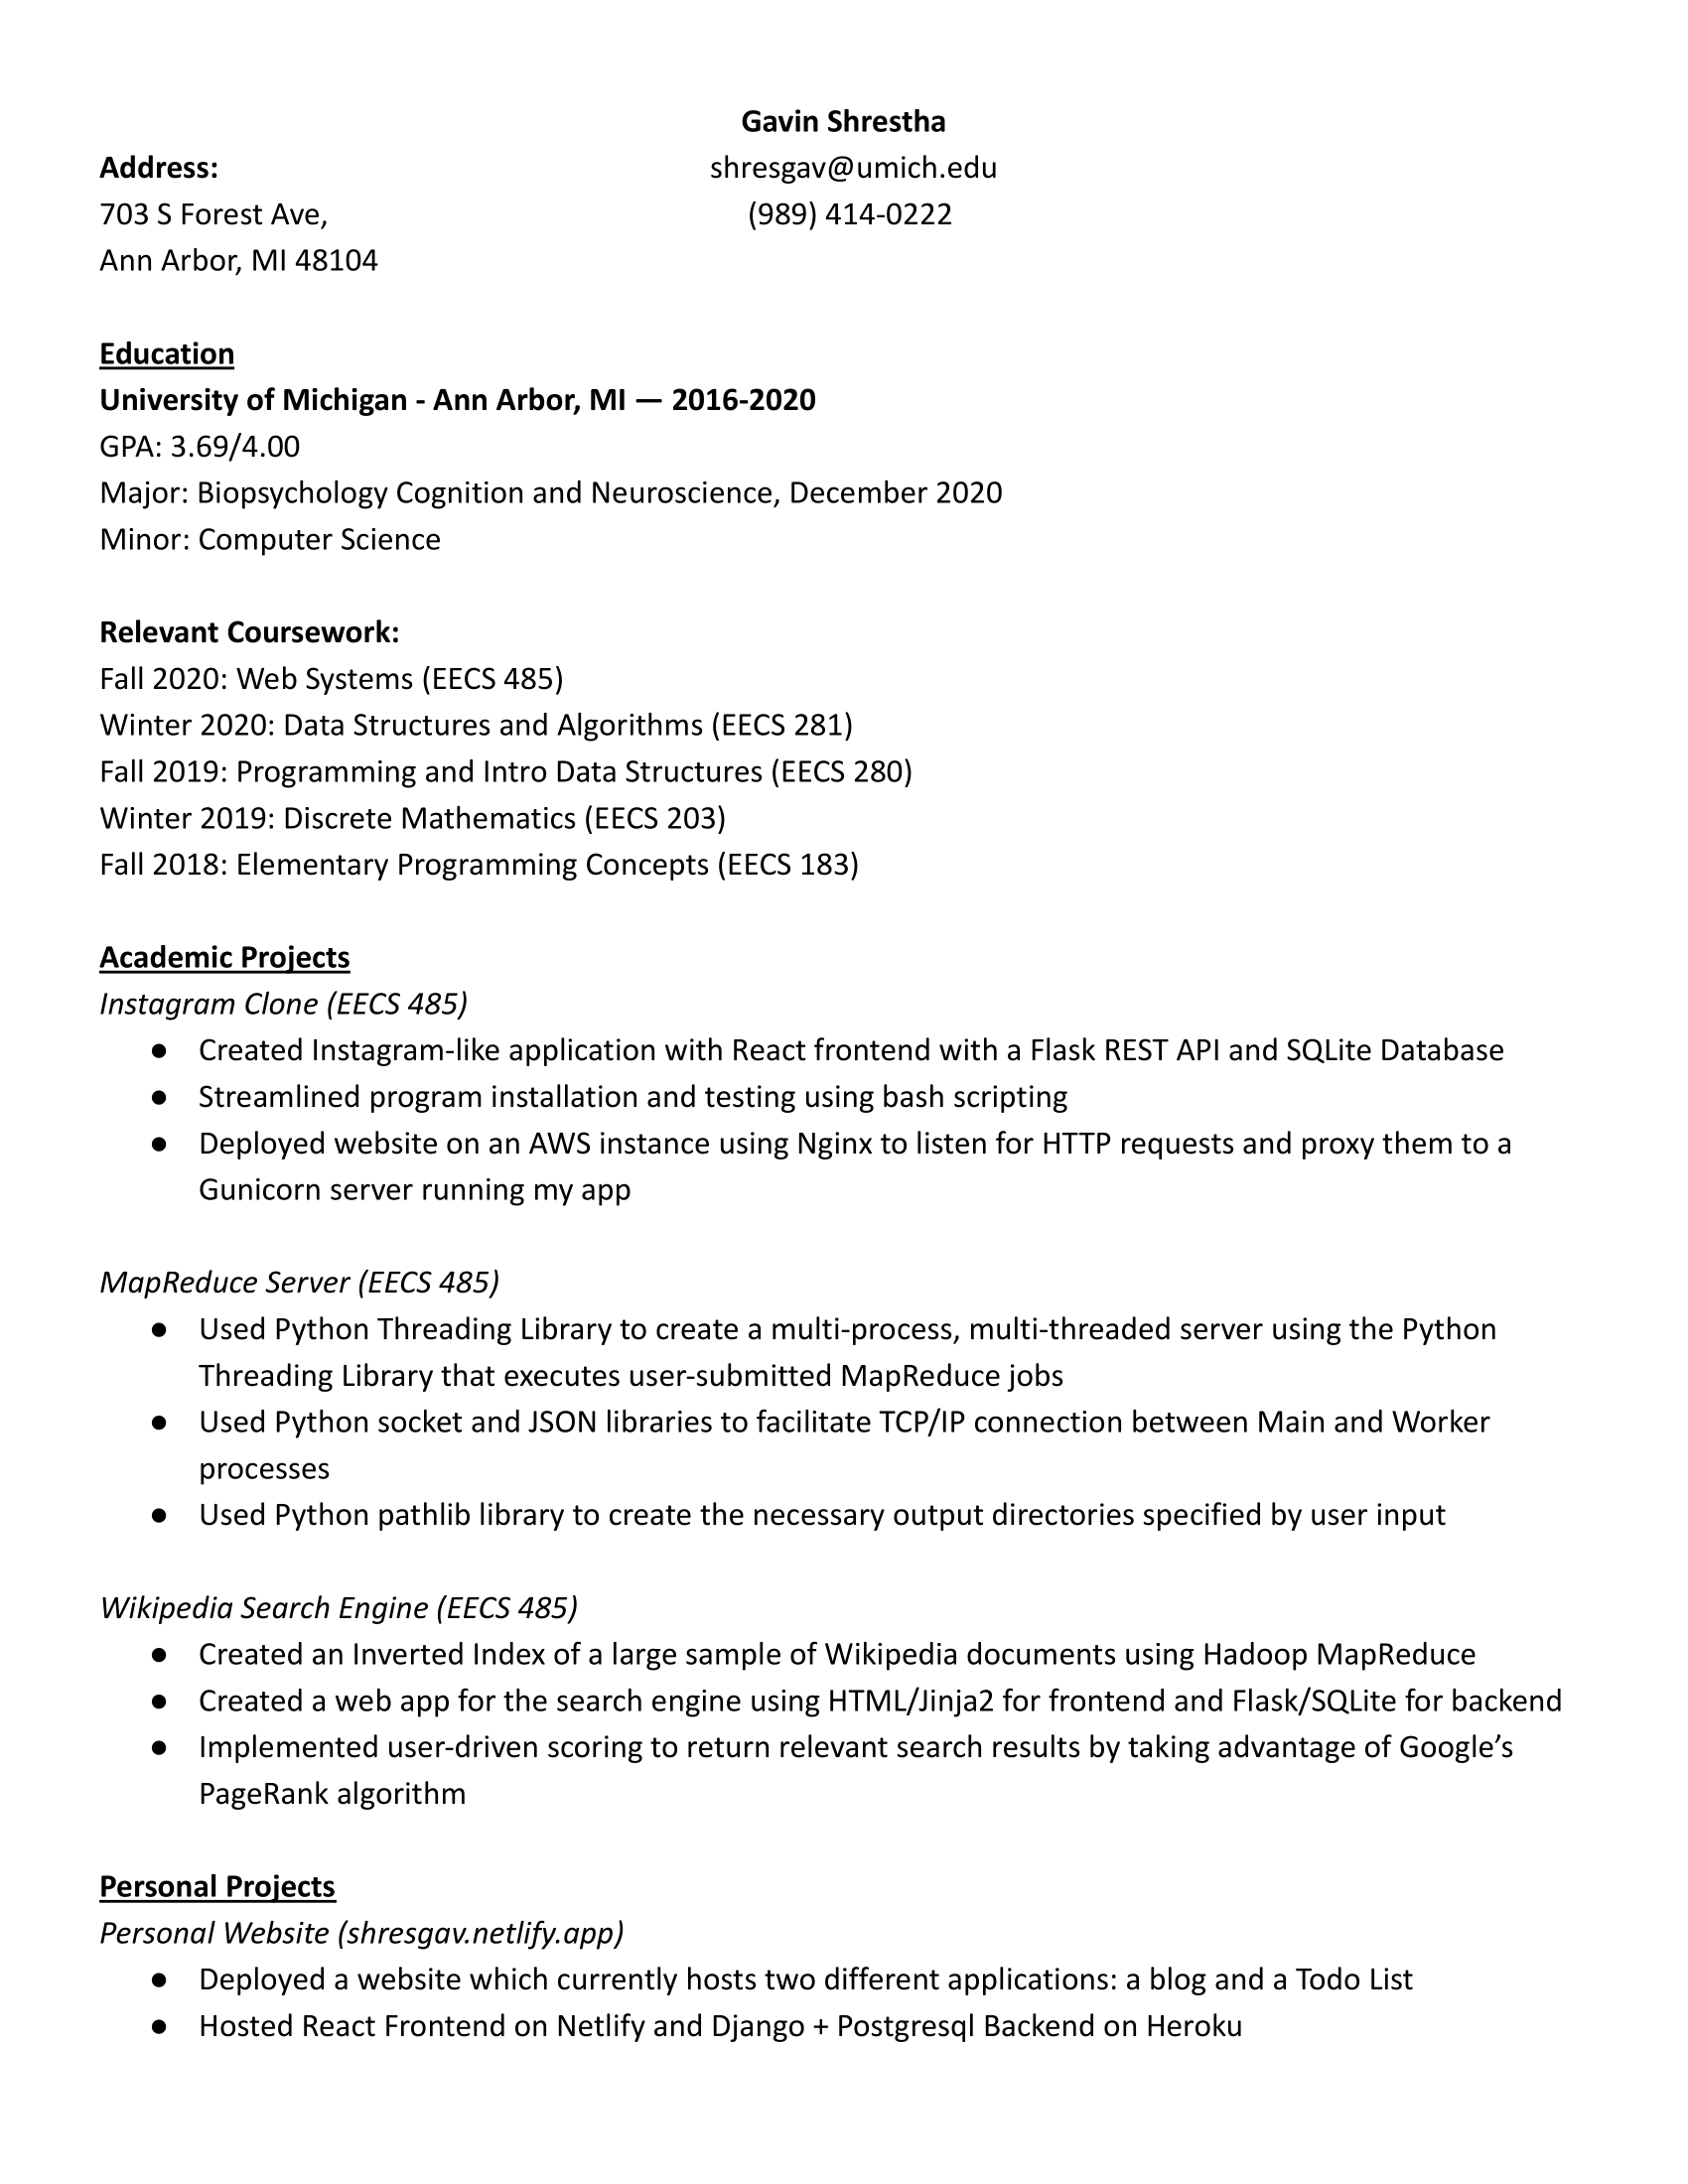 Gavin Shrestha
Address: shresgav@umich.edu
703 S Forest Ave, (989) 414-0222
Ann Arbor, MI 48104
Education
University of Michigan - Ann Arbor, MI — 2016-2020
GPA: 3.69/4.00
Major: Biopsychology Cognition and Neuroscience, December 2020
Minor: Computer Science
Relevant Coursework:
Fall 2020: Web Systems (EECS 485)
Winter 2020: Data Structures and Algorithms (EECS 281)
Fall 2019: Programming and Intro Data Structures (EECS 280)
Winter 2019: Discrete Mathematics (EECS 203)
Fall 2018: Elementary Programming Concepts (EECS 183)
Academic Projects
Instagram Clone (EECS 485)
● Created Instagram-like application with React frontend with a Flask REST API and SQLite Database
● Streamlined program installation and testing using bash scripting
● Deployed website on an AWS instance using Nginx to listen for HTTP requests and proxy them to a
Gunicorn server running my app
MapReduce Server (EECS 485)
● Used Python Threading Library to create a multi-process, multi-threaded server using the Python
Threading Library that executes user-submitted MapReduce jobs
● Used Python socket and JSON libraries to facilitate TCP/IP connection between Main and Worker
processes
● Used Python pathlib library to create the necessary output directories specified by user input
Wikipedia Search Engine (EECS 485)
● Created an Inverted Index of a large sample of Wikipedia documents using Hadoop MapReduce
● Created a web app for the search engine using HTML/Jinja2 for frontend and Flask/SQLite for backend
● Implemented user-driven scoring to return relevant search results by taking advantage of Google’s
PageRank algorithm
Personal Projects
Personal Website (shresgav.netlify.app)
● Deployed a website which currently hosts two different applications: a blog and a Todo List
● Hosted React Frontend on Netlify and Django + Postgresql Backend on Heroku